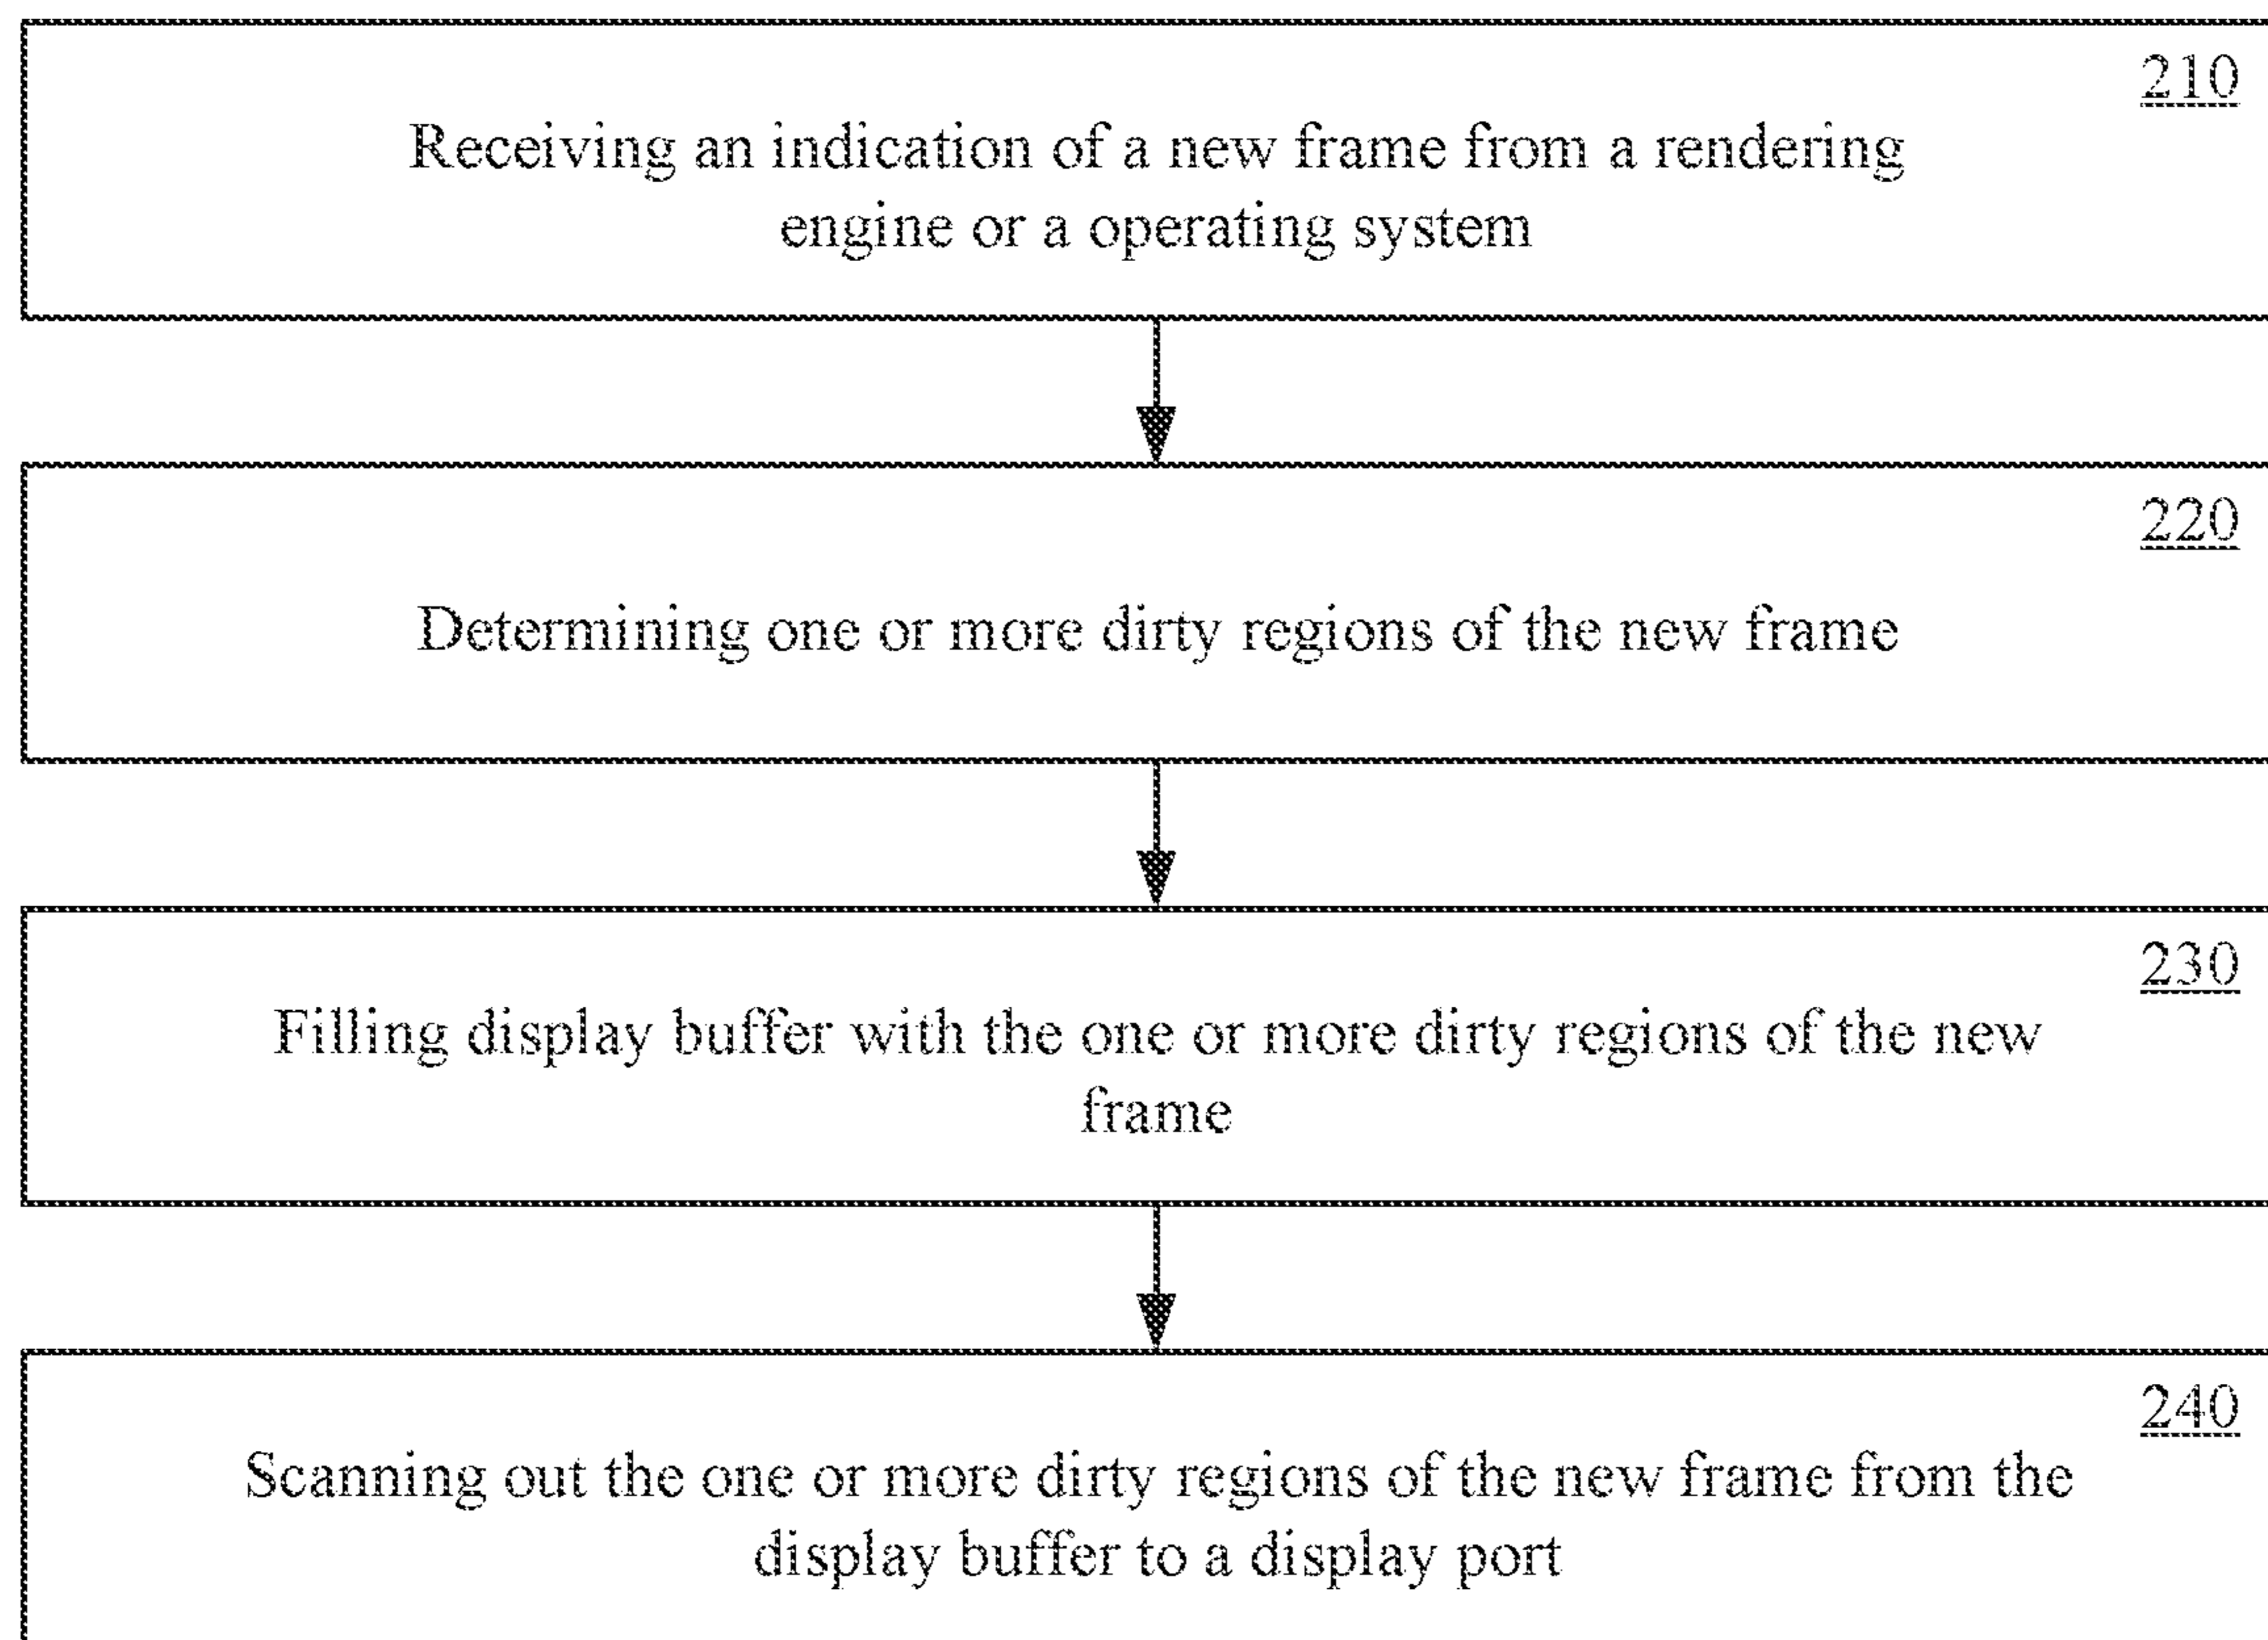 210
Receiving an indication of a new frame from a rendering
engine or a operating system
220
Determining one or more dirty regions of the new frame
230
Filling display buffer with the one or more dirty regions of the new
frame
240
Scanning out the one or more dirty regions of the new frame from the
display buffer to a display port